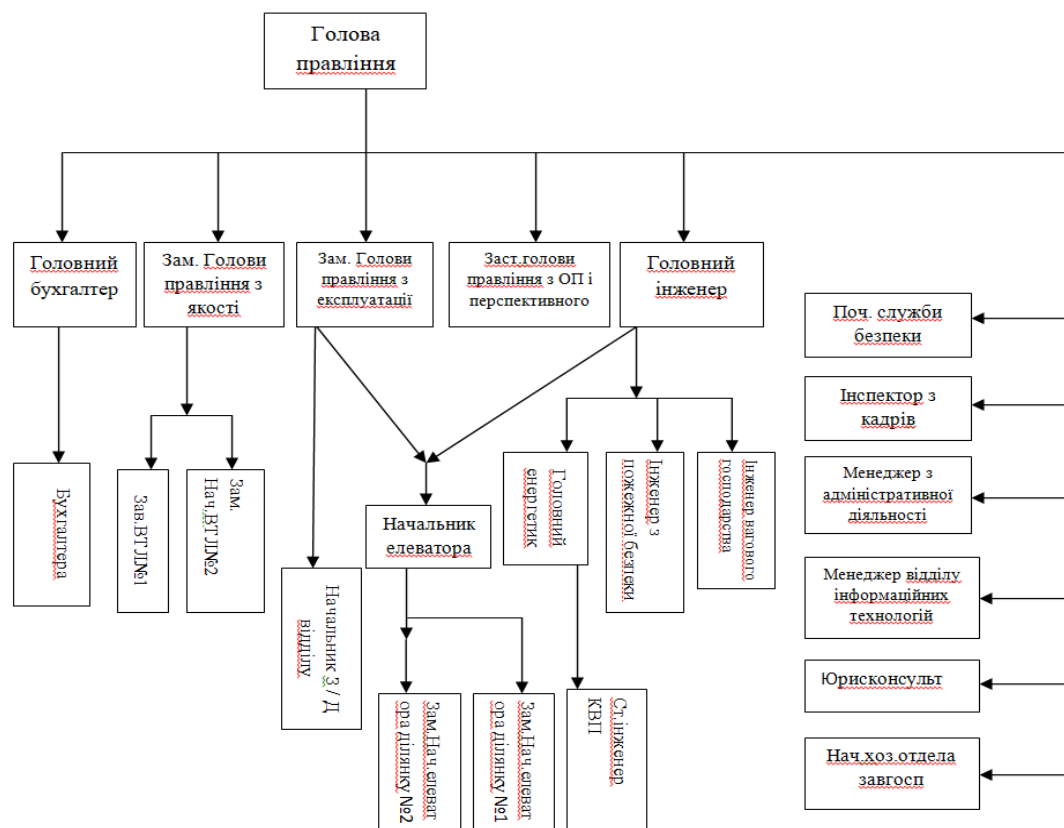 Голова
правління
Головний
бухгалтер
Зам. Голови
правління з
якості
Зам. Голови
правління з
експлуатації
Заст.голови
правління з ОП і
перспективного
Головний
інженер
Поч. служби
безпеки
Інспектор з
кадрів
Менеджер з
адміністративної
діяльності
Менеджер відділу
інформаційних
технологій
Юрисконсульт
Нач.хоз.отдела
завгосп
Бухгалтера
Зав.ВТЛ№1
Зам.
Нач.ВТЛ№2
Начальник З / Д
відділу
Начальник
елеватора
Головний
енергетик
Інженер з
пожежної безпеки
Інженер вагового
господарства
Зам.Нач.елеват
ора ділянку №2
Зам.Нач.елеват
ора ділянку №1
Ст.інженер
КВП